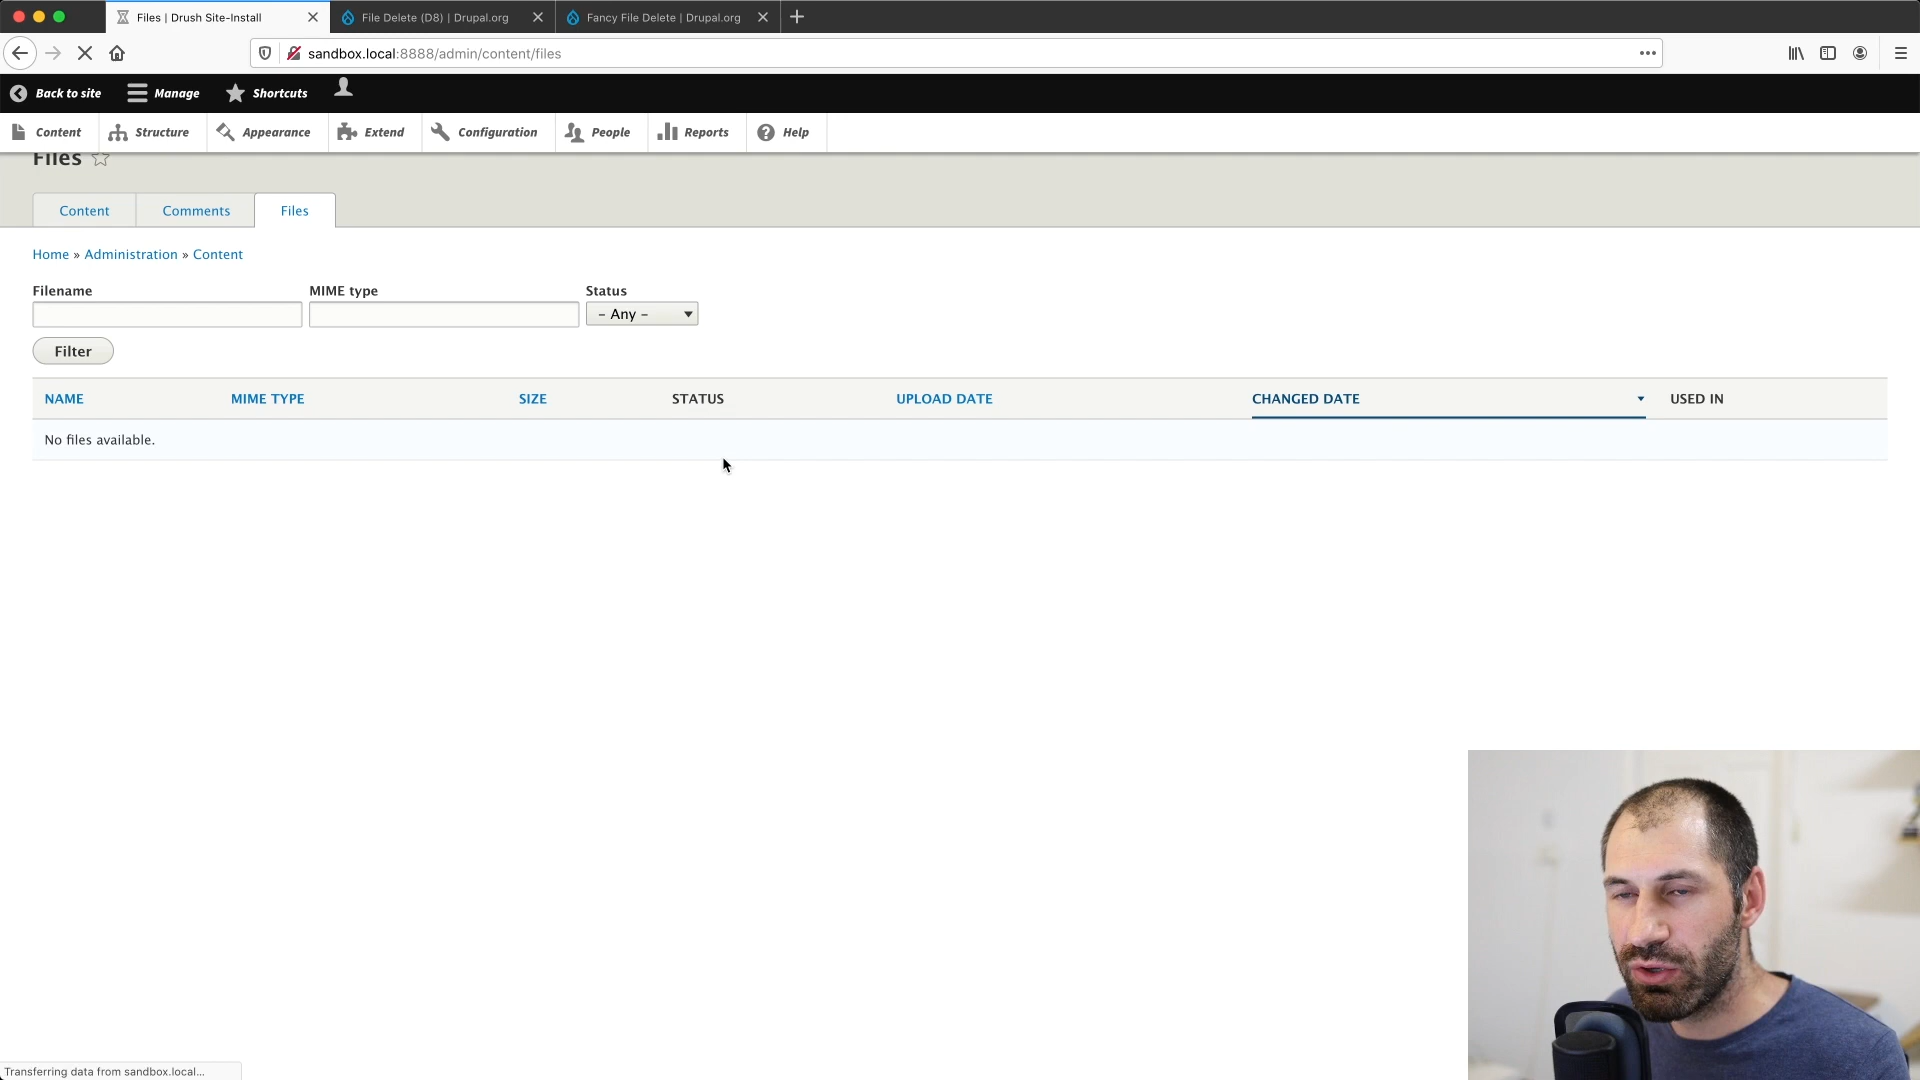 Files | Drush Site-Install
File Delete (D8) | Drupal.org
Fancy File Delete | Drupal.org
sandbox.local:8888/admin/content/files
Back to site
Manage
Shortcuts
Content
Structure
Appearance
Extend
Configuration
People
Reports
Help
Files
Content
Comments
Files
Home » Administration » Content
Filename
MIME type
Status
- Any -
Filter
NAME
MIME TYPE
SIZE
STATUS
UPLOAD DATE
CHANGED DATE
USED IN
No files available.
Transferring data from sandbox.local...